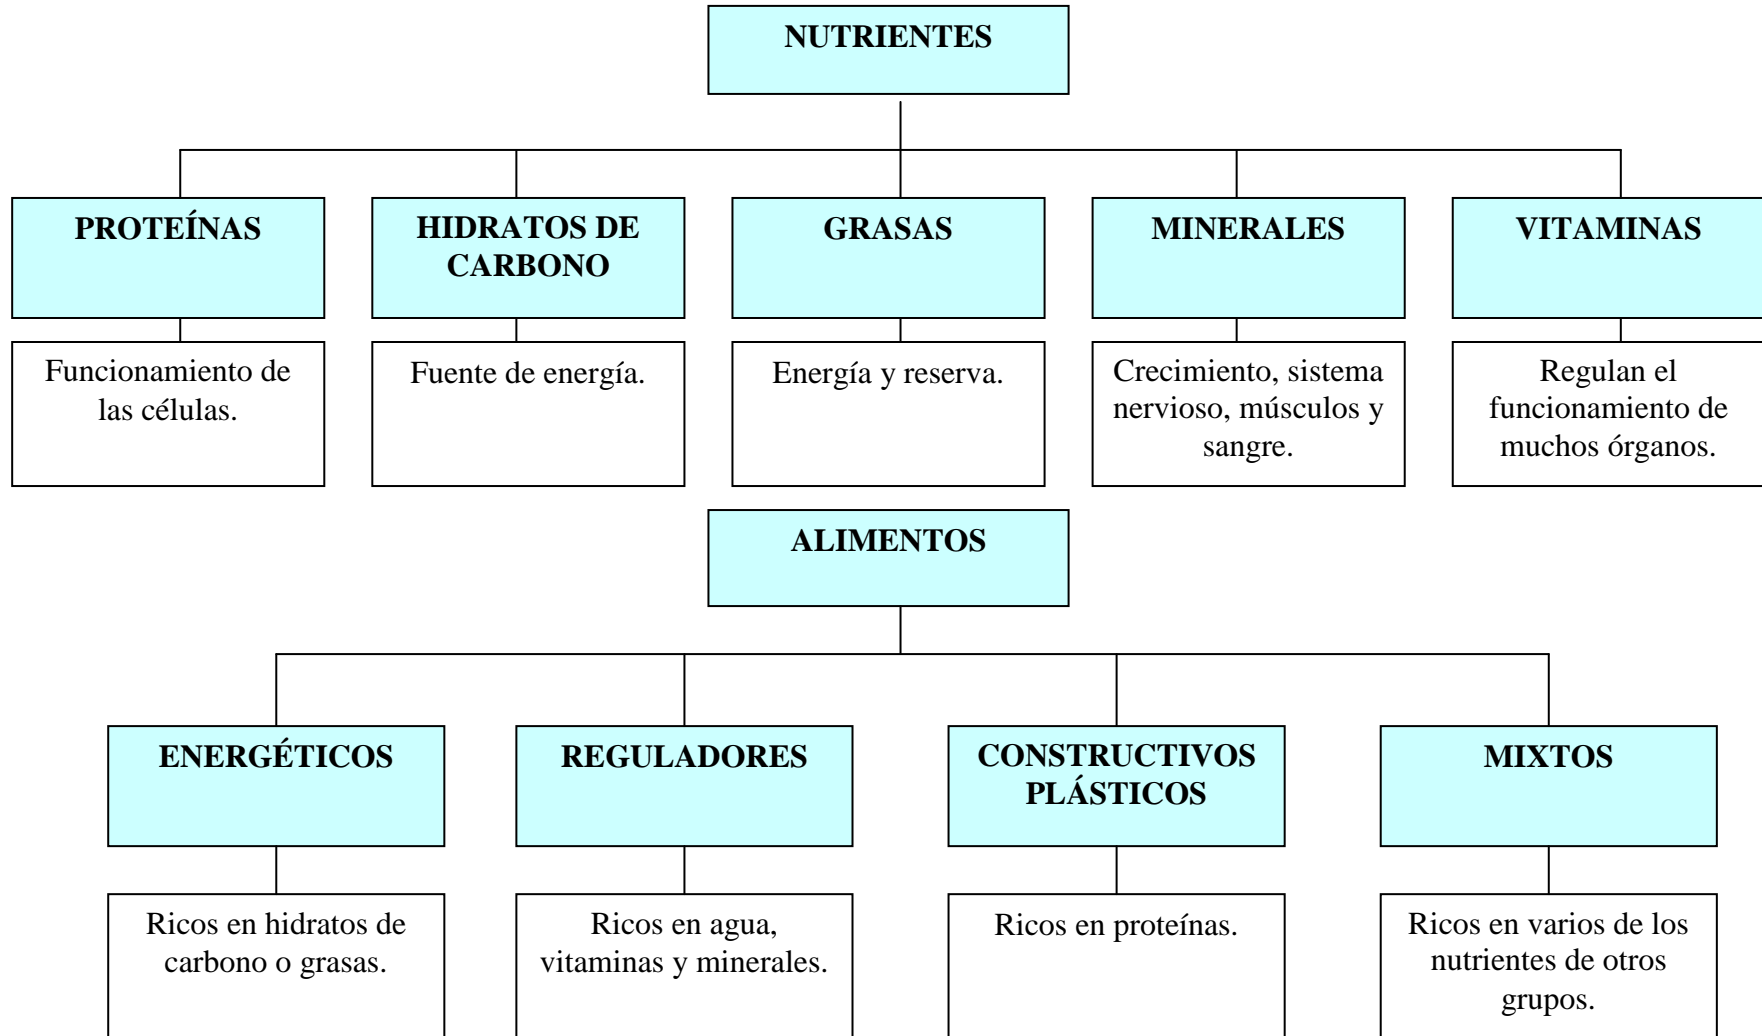 NUTRIENTES
PROTEÍNAS
HIDRATOS DE
CARBONO
GRASAS
MINERALES
VITAMINAS
Funcionamiento de
las células.
Fuente de energía.
Energía y reserva.
Crecimiento, sistema
nervioso, músculos y
sangre.
Regulan el
funcionamiento de
muchos órganos.
ALIMENTOS
ENERGÉTICOS
REGULADORES
CONSTRUCTIVOS
PLÁSTICOS
MIXTOS
Ricos en hidratos de
carbono o grasas.
Ricos en agua,
vitaminas y minerales.
Ricos en proteínas.
Ricos en varios de los
nutrientes de otros
grupos.